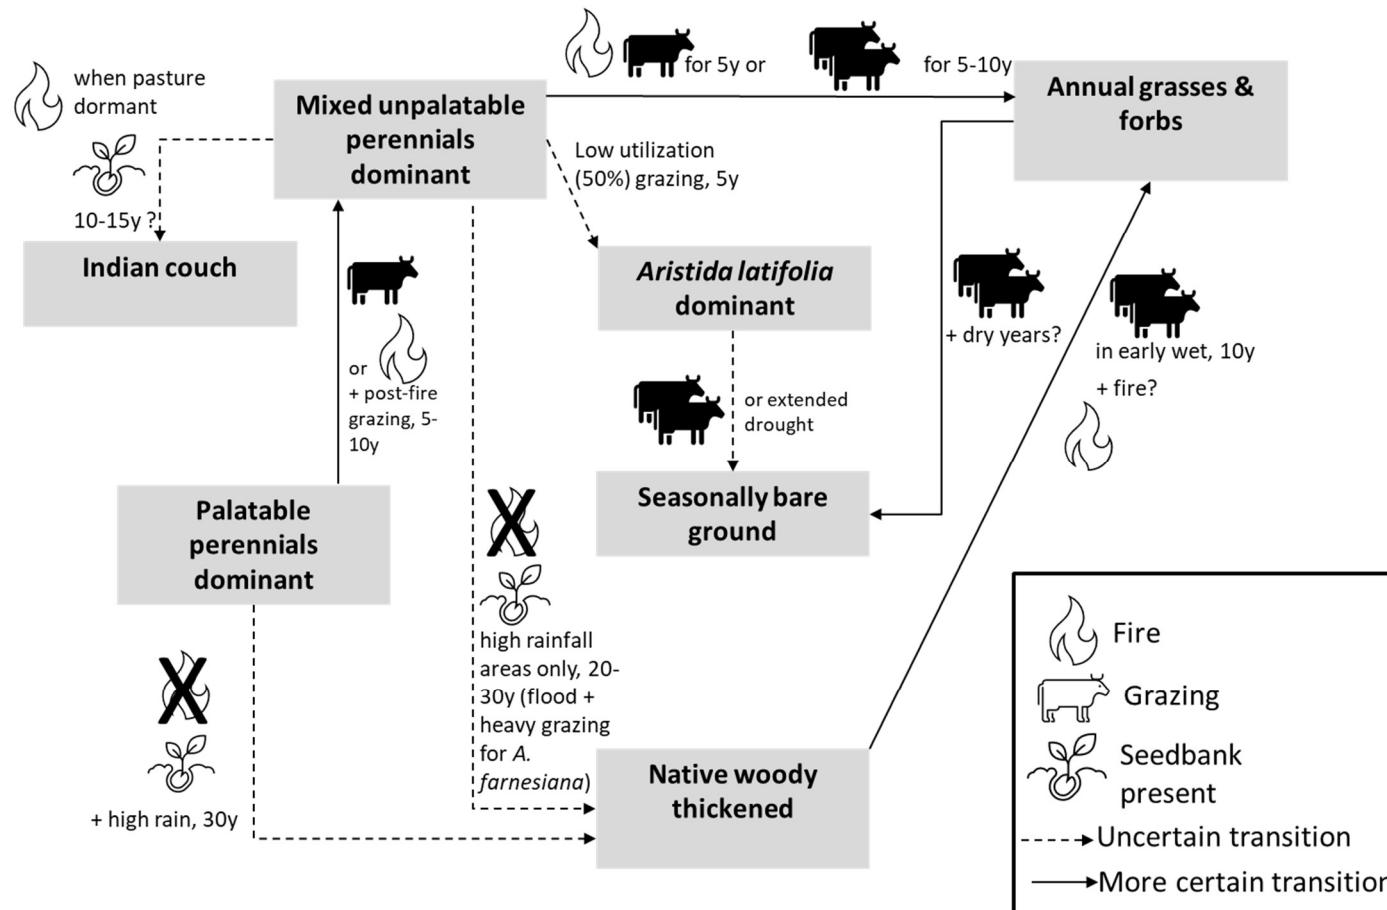 when pasture
dormant
10-15y ?
Mixed unpalatable
perennials
dominant
for 5y or
for 5-10y
Annual grasses &
forbs
Low utilization
(50%) grazing, 5y
Indian couch
Aristida latifolia
dominant
or
+ post-fire
grazing, 5-
10y
+ dry years?
in early wet, 10y
+ fire?
or extended
drought
Palatable
perennials
dominant
Seasonally bare
ground
high rainfall
areas only, 20-
30y (flood +
heavy grazing
for A.
farnesiana)
+ high rain, 30y
Native woody
thickened
Fire
Grazing
Seedbank
present
Uncertain transition
More certain transition